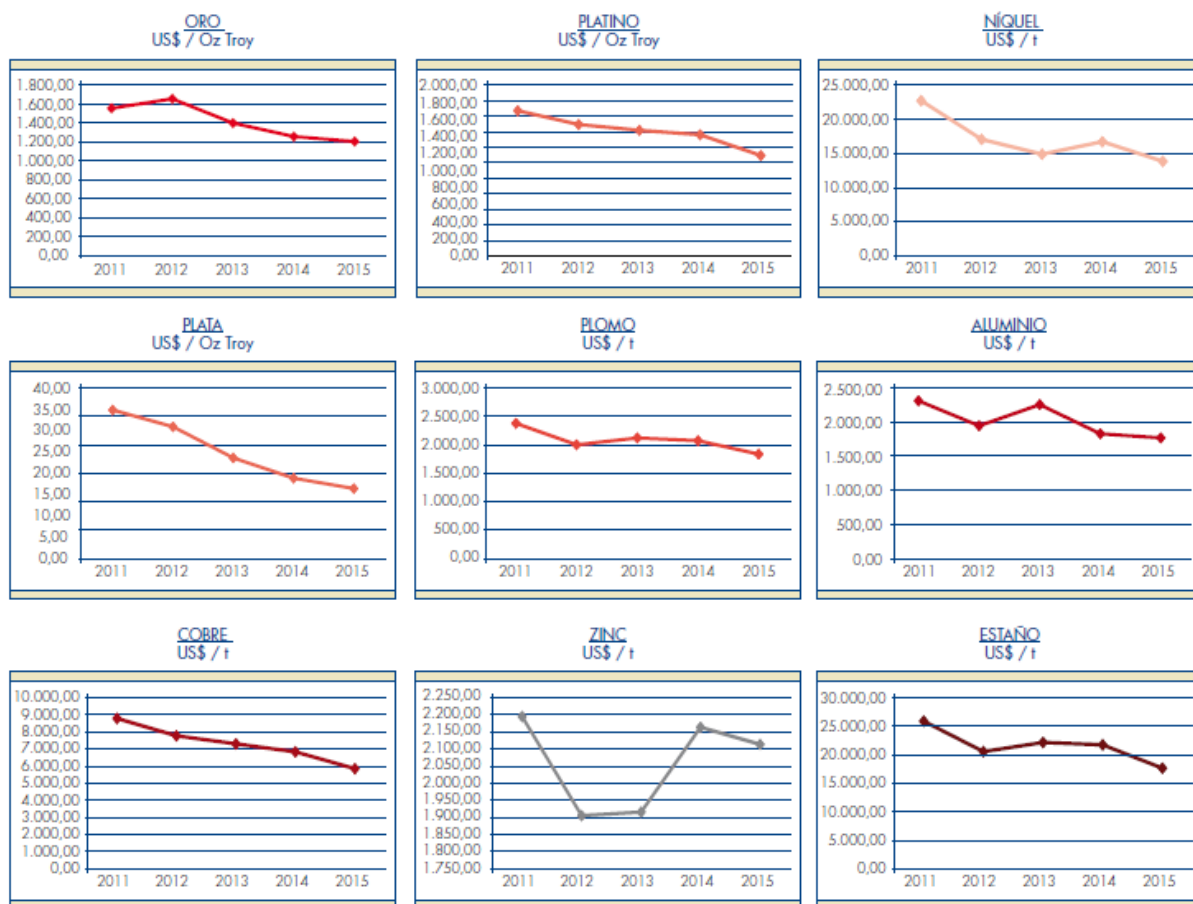 ORO
US$ / Oz Troy
1.800,00
1.600,00
1.400,00
1.200,00
1.000,00
800,00
600,00
400,00
200,00
0,00
2011 2012 2013 2014 2015
PLATINO
US$ / Oz Troy
2.000,00
1.800,00
1.600,00
1.400,00
1.200,00
1.000,00
800,00
600,00
400,00
200,00
0,00
2011 2012 2013 2014 2015
NÍQUEL
US$ / t
25.000,00
20.000,00
15.000,00
10.000,00
5.000,00
0,00
2011 2012 2013 2014 2015
PLATA
US$ / Oz Troy
40,00
35,00
30,00
25,00
20,00
15,00
10,00
5,00
0,00
2011 2012 2013 2014 2015
PLOMO
US$ / t
3.000,00
2.500,00
2.000,00
1.500,00
1.000,00
500,00
0,00
2011 2012 2013 2014 2015
ALUMINIO
US$ / t
2.500,00
2.000,00
1.500,00
1.000,00
500,00
0,00
2011 2012 2013 2014 2015
COBRE
US$ / t
10.000,00
9.000,00
8.000,00
7.000,00
6.000,00
5.000,00
4.000,00
3.000,00
2.000,00
1.000,00
0,00
2011 2012 2013 2014 2015
ZINC
US$ / t
2.250,00
2.200,00
2.150,00
2.100,00
2.050,00
2.000,00
1.950,00
1.900,00
1.850,00
1.800,00
1.750,00
2011 2012 2013 2014 2015
ESTAÑO
US$ / t
30.000,00
25.000,00
20.000,00
15.000,00
10.000,00
5.000,00
0,00
2011 2012 2013 2014 2015